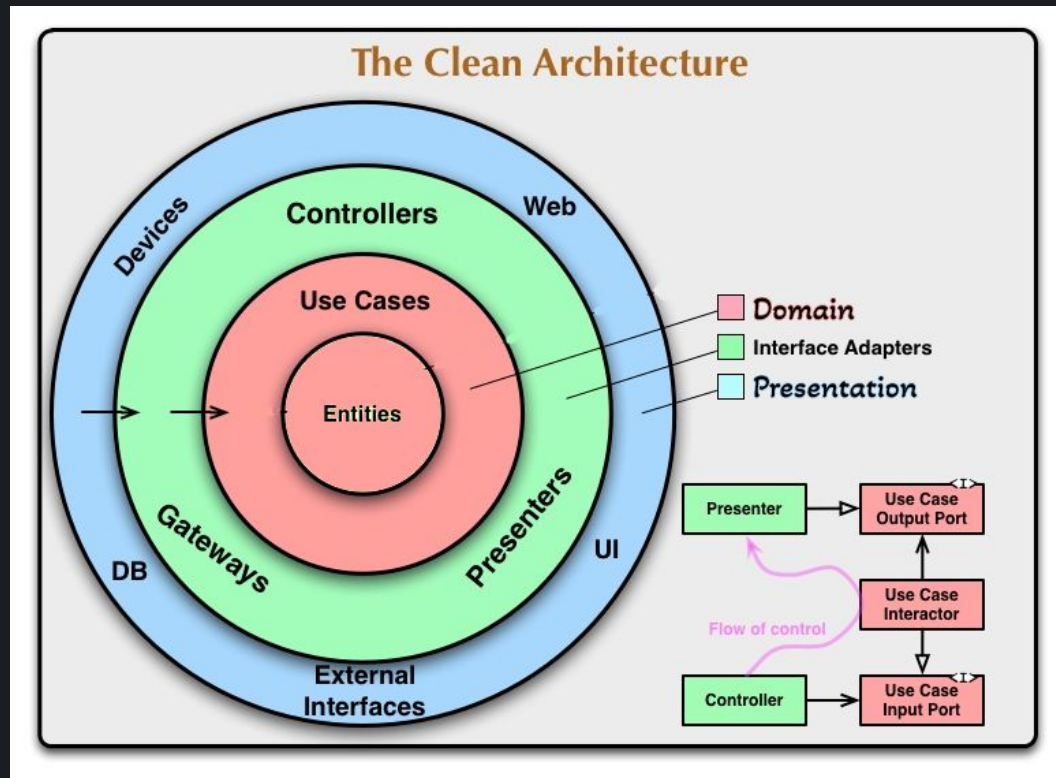 The Clean Architecture
Devices
Web
Controllers
Use Cases
Entities
Gateways
Presenters
DB
UI
External
Interfaces
Domain
Interface Adapters
Presentation
Presenter
<I>
Use Case
Output Port
Use Case
Interactor
Flow of control
Controller
<I>
Use Case
Input Port